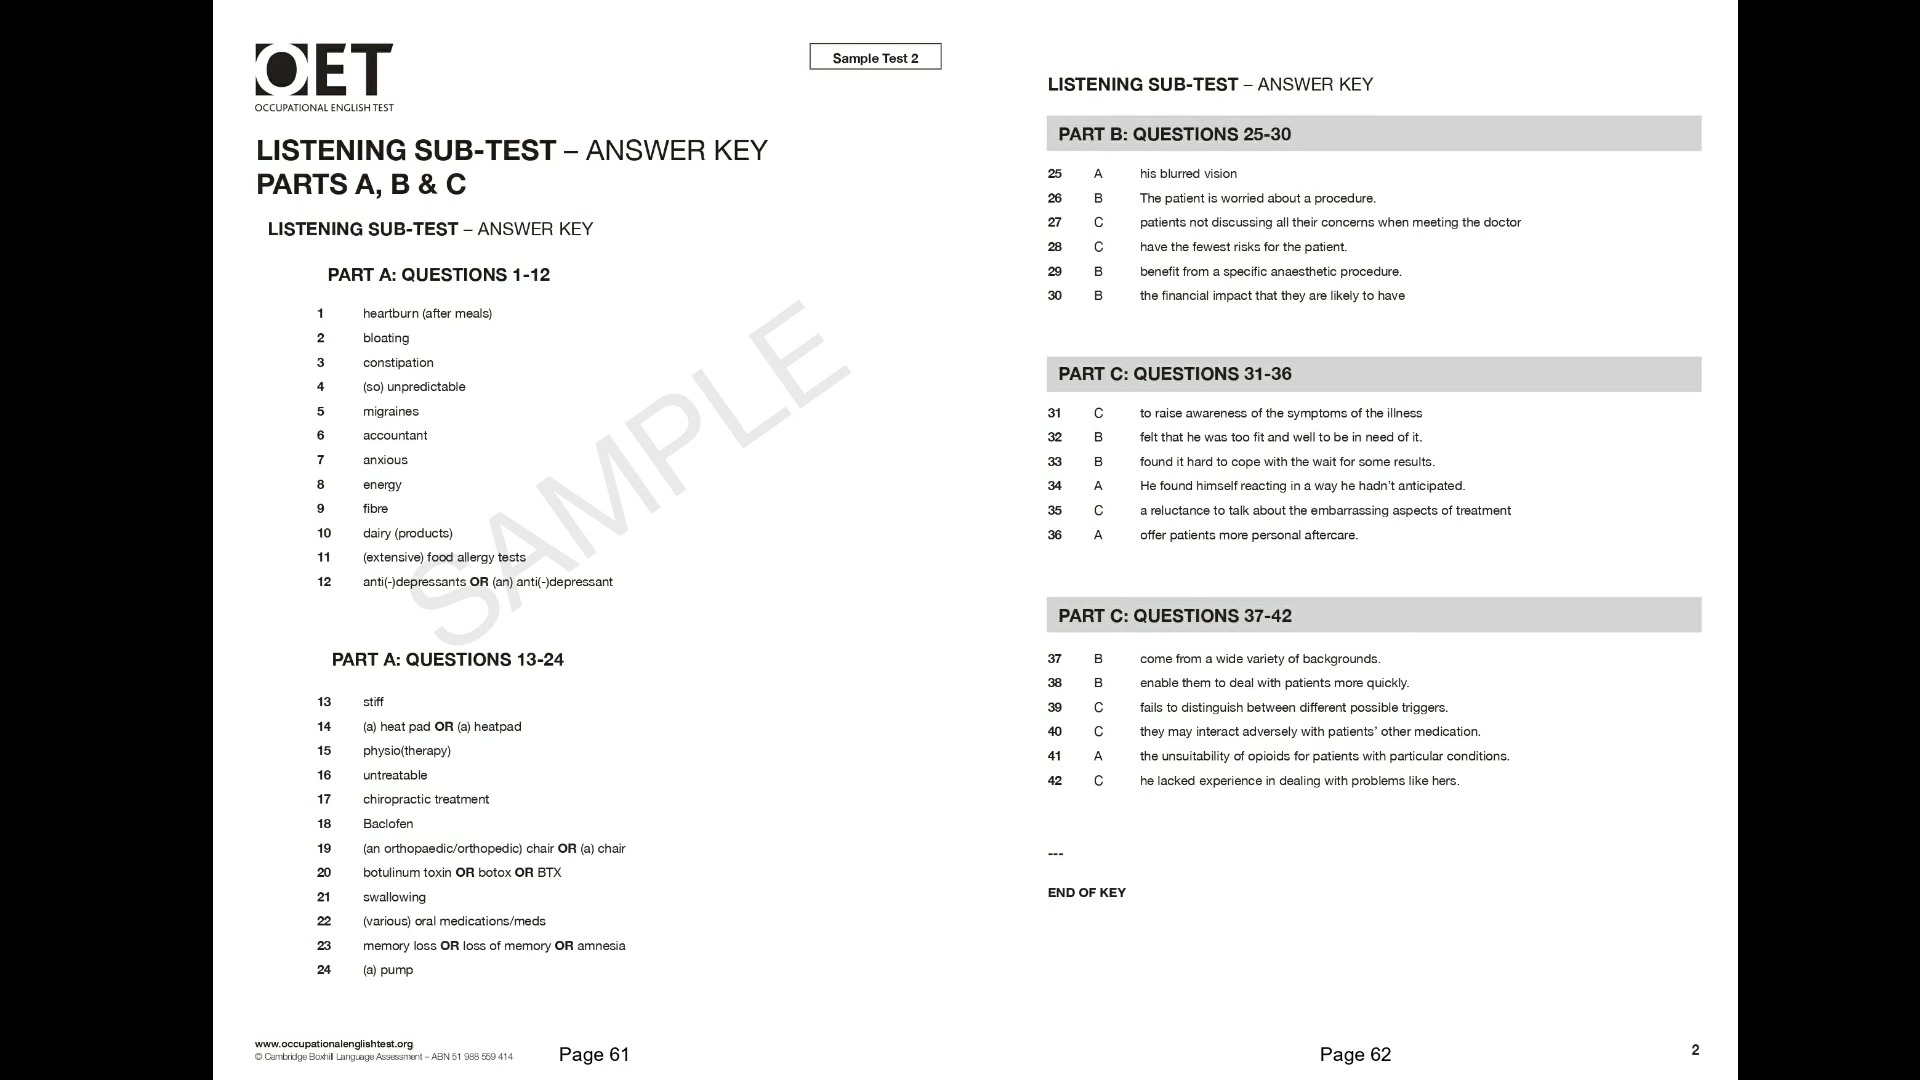 OET
OCCUPATIONAL ENGLISH TEST
Sample Test 2
LISTENING SUB-TEST – ANSWER KEY
PARTS A, B & C
LISTENING SUB-TEST – ANSWER KEY
PART A: QUESTIONS 1-12
1 heartburn (after meals)
2 bloating
3 constipation
4 (so) unpredictable
5 migraines
6 accountant
7 anxious
8 energy
9 fibre
10 dairy (products)
11 (extensive) food allergy tests
12 anti(-)depressants OR (an) anti(-)depressant
SAMPLE
PART A: QUESTIONS 13-24
13 stiff
14 (a) heat pad OR (a) heatpad
15 physio(therapy)
16 untreatable
17 chiropractic treatment
18 Baclofen
19 (an orthopaedic/orthopedic) chair OR (a) chair
20 botulinum toxin OR botox OR BTX
21 swallowing
22 (various) oral medications/meds
23 memory loss OR loss of memory OR amnesia
24 (a) pump
www.occupationalenglishtest.org
© Cambridge Boxhill Language Assessment – ABN 51 988 559 414
Page 61
LISTENING SUB-TEST – ANSWER KEY
PART B: QUESTIONS 25-30
25 A his blurred vision
26 B The patient is worried about a procedure.
27 C patients not discussing all their concerns when meeting the doctor
28 C have the fewest risks for the patient.
29 B benefit from a specific anaesthetic procedure.
30 B the financial impact that they are likely to have
PART C: QUESTIONS 31-36
31 C to raise awareness of the symptoms of the illness
32 B felt that he was too fit and well to be in need of it.
33 B found it hard to cope with the wait for some results.
34 A He found himself reacting in a way he hadn’t anticipated.
35 C a reluctance to talk about the embarrassing aspects of treatment
36 A offer patients more personal aftercare.
PART C: QUESTIONS 37-42
37 B come from a wide variety of backgrounds.
38 B enable them to deal with patients more quickly.
39 C fails to distinguish between different possible triggers.
40 C they may interact adversely with patients’ other medication.
41 A the unsuitability of opioids for patients with particular conditions.
42 C he lacked experience in dealing with problems like hers.
---
END OF KEY
Page 62
2